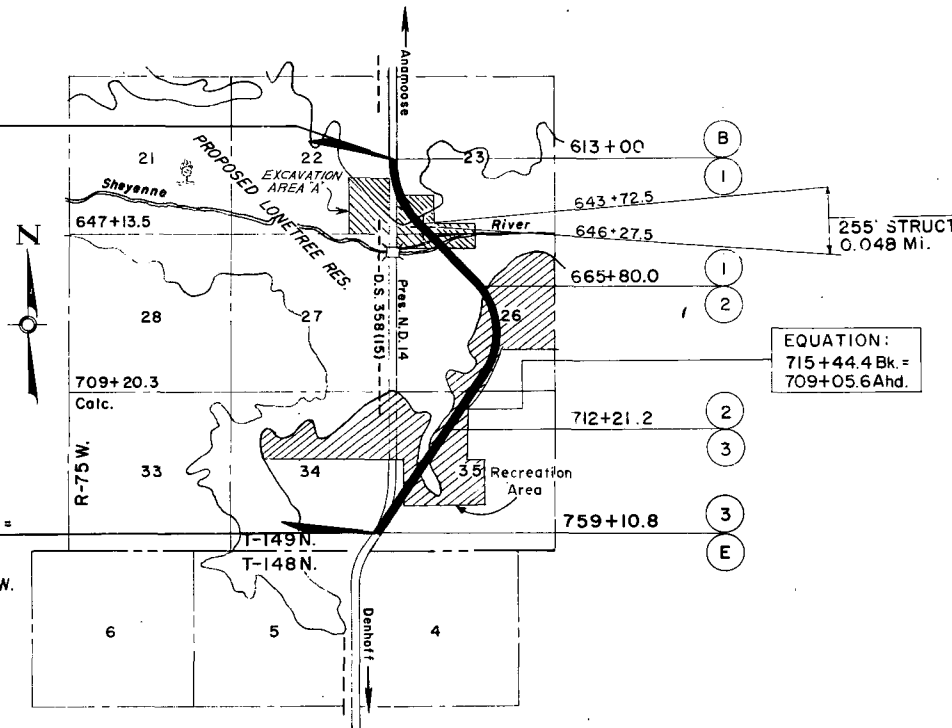 Anamoose
B
613+00
1
21
22
23
PROPOSED LONETREE RES.
EXCAVATION
AREA "A"
Sheyenne
River
643+72.5
646+27.5
255' STRUCT
0.048 Mi.
647+13.5
N
665+80.0
1
2
28
27
26
D.S. 358(15)
Pres. N.D. 14
EQUATION:
715+44.4 Bk. =
709+05.6 Ahd.
709+20.3
Calc.
712+21.2
2
3
R-75 W.
33
34
35
Recreation
Area
=
759+10.8
3
E
T-149N.
T-148N.
W.
6
5
4
Denhoff